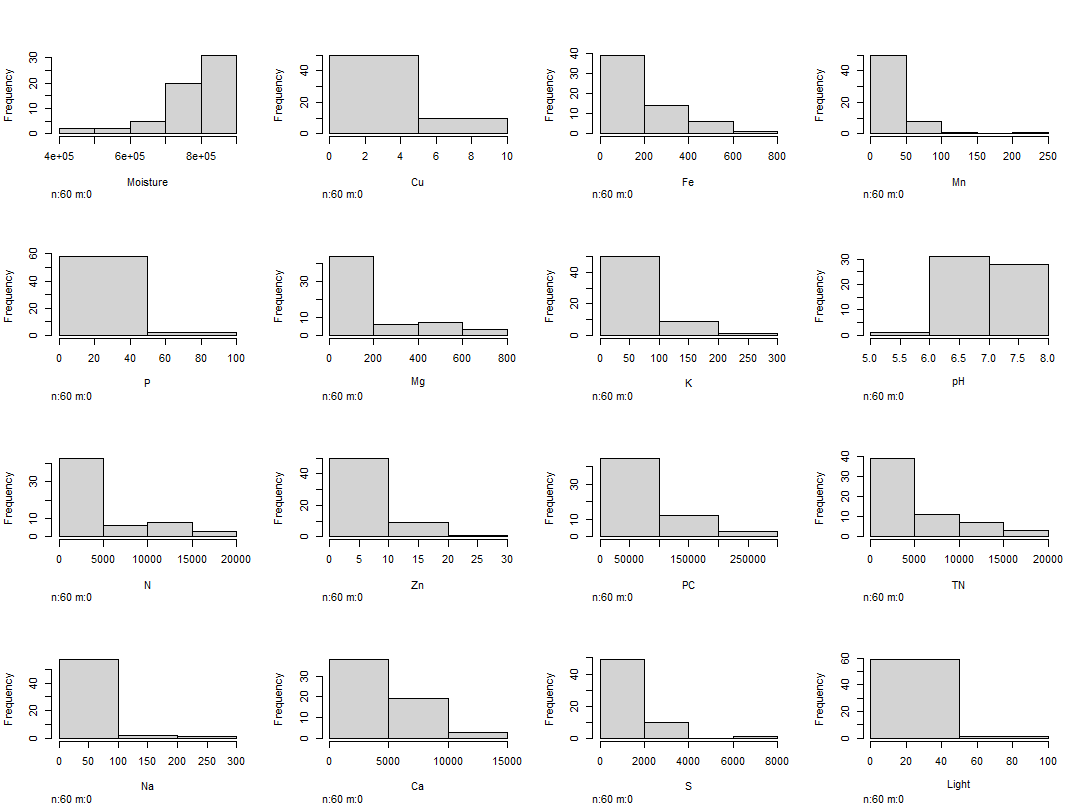 Frequency
0 10 20 30
4e+05 6e+05 8e+05
Moisture
n:60 m:0
Frequency
0 20 40
0 2 4 6 8 10
Cu
n:60 m:0
Frequency
0 10 20 30 40
0 200 400 600 800
Fe
n:60 m:0
Frequency
0 20 40
0 50 100 150 200 250
Mn
n:60 m:0
Frequency
0 20 40 60
0 20 40 60 80 100
P
n:60 m:0
Frequency
0 10 30
0 200 400 600 800
Mg
n:60 m:0
Frequency
0 20 40
0 50 100 150 200 250 300
K
n:60 m:0
Frequency
0 10 20 30
5.0 5.5 6.0 6.5 7.0 7.5 8.0
pH
n:60 m:0
Frequency
0 10 30
0 5000 10000 15000 20000
N
n:60 m:0
Frequency
0 20 40
0 5 10 15 20 25 30
Zn
n:60 m:0
Frequency
0 10 30
0 50000 150000 250000
PC
n:60 m:0
Frequency
0 10 20 30 40
0 5000 10000 15000 20000
TN
n:60 m:0
Frequency
0 20 40
0 50 100 150 200 250 300
Na
n:60 m:0
Frequency
0 10 20 30
0 5000 10000 15000
Ca
n:60 m:0
Frequency
0 20 40
0 2000 4000 6000 8000
S
n:60 m:0
Frequency
0 20 40 60
0 20 40 60 80 100
Light
n:60 m:0